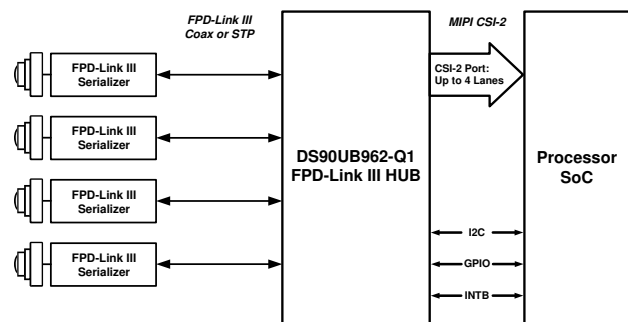 FPD-Link III
Coax or STP
MIPI CSI-2
FPD-Link III
Serializer
FPD-Link III
Serializer
FPD-Link III
Serializer
FPD-Link III
Serializer
DS90UB962-Q1
FPD-Link III HUB
CSI-2 Port:
Up to 4 Lanes
I2C
GPIO
INTB
Processor
SoC